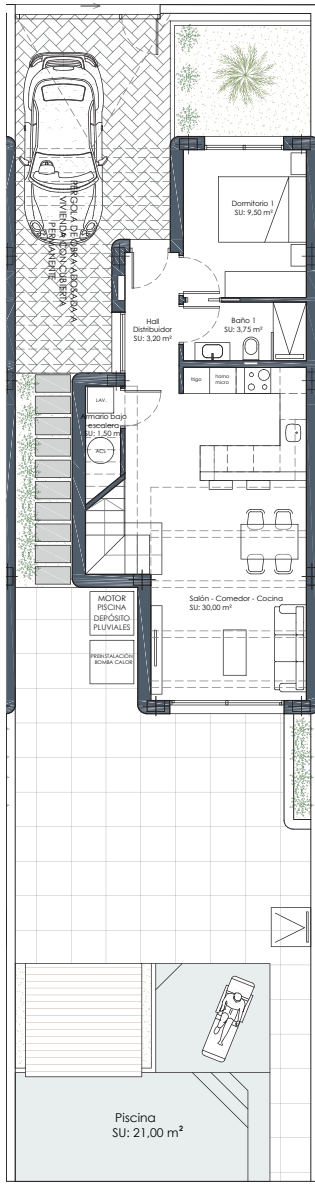 PERGOLA DE OBRA ADOSADA A
VIVIENDA CON CUBIERTA
PERMANENTE
Dormitorio 1
SU: 9,50 m²
Hall
Distribuidor
SU: 3,20 m²
Baño 1
SU: 3,75 m²
frigo
horno
micro
LAV.
Armario bajo
escalera
SU: 1,50 m²
ACS
Salón - Comedor - Cocina
SU: 30,00 m²
MOTOR
PISCINA
DEPÓSITO
PLUVIALES
PREINSTALACIÓN
BOMBA CALOR
Piscina
SU: 21,00 m²